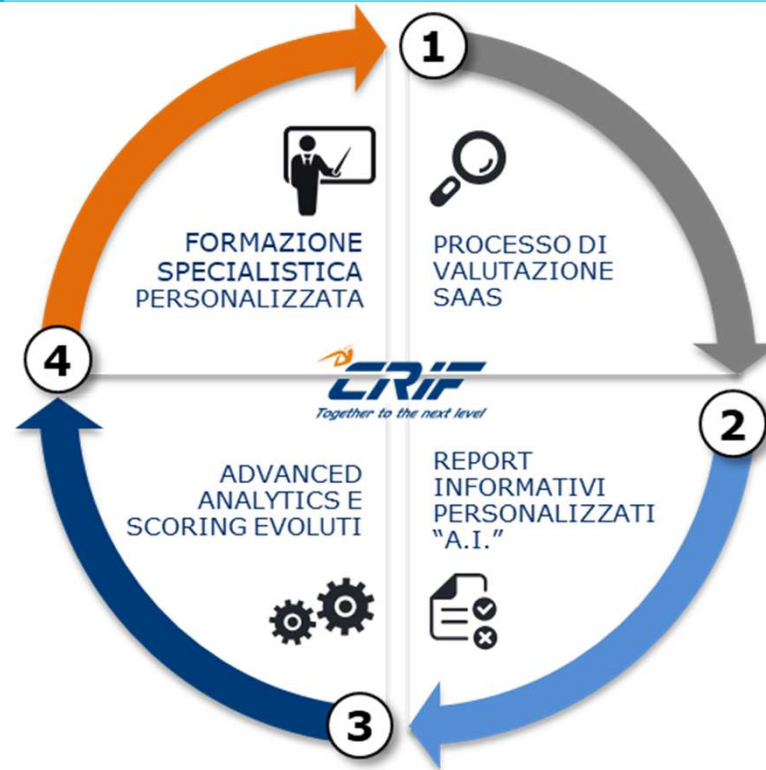 1
PROCESSO DI
VALUTAZIONE
SAAS
2
REPORT
INFORMATIVI
PERSONALIZZATI
"A.I."
3
ADVANCED
ANALYTICS E
SCORING EVOLUTI
4
FORMAZIONE
SPECIALISTICA
PERSONALIZZATA
CRIF
Together to the next level